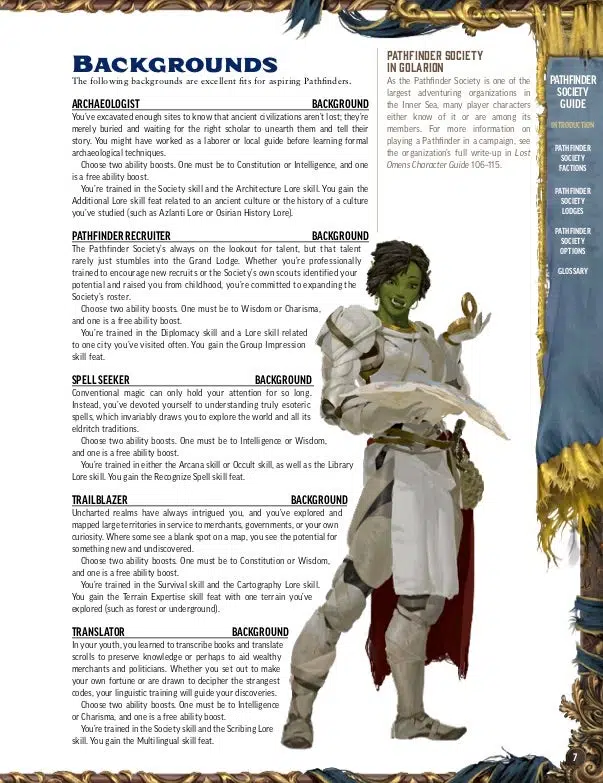 BACKGROUNDS
The following backgrounds are excellent fits for aspiring Pathfinders.
ARCHAEOLOGIST BACKGROUND
You've excavated enough sites to know that ancient civilizations aren't lost; they're
merely buried and waiting for the right scholar to unearth them and tell their
story. You might have worked as a laborer or local guide before learning formal
archaeological techniques.
Choose two ability boosts. One must be to Constitution or Intelligence, and one
is a free ability boost.
You're trained in the Society skill and the Architecture Lore skill. You gain the
Additional Lore skill feat related to an ancient culture or the history of a culture
you've studied (such as Azlanti Lore or Osirian History Lore).
PATHFINDER RECRUITER BACKGROUND
The Pathfinder Society's always on the lookout for talent, but that talent
rarely just stumbles into the Grand Lodge. Whether you're professionally
trained to encourage new recruits or the Society's own scouts identified your
potential and raised you from childhood, you're committed to expanding the
Society's roster.
Choose two ability boosts. One must be to Wisdom or Charisma,
and one is a free ability boost.
You're trained in the Diplomacy skill and a Lore skill related
to one city you've visited often. You gain the Group Impression
skill feat.
SPELL SEEKER BACKGROUND
Conventional magic can only hold your attention for so long.
Instead, you've devoted yourself to understanding truly esoteric
spells, which invariably draws you to explore the world and all its
eldritch traditions.
Choose two ability boosts. One must be to Intelligence or Wisdom,
and one is a free ability boost.
You're trained in either the Arcana skill or Occult skill, as well as the Library
Lore skill. You gain the Recognize Spell skill feat.
TRAILBLAZER BACKGROUND
Uncharted realms have always intrigued you, and you've explored and
mapped large territories in service to merchants, governments, or your own
curiosity. Where some see a blank spot on a map, you see the potential for
something new and undiscovered.
Choose two ability boosts. One must be to Constitution or Wisdom,
and one is a free ability boost.
You're trained in the Survival skill and the Cartography Lore skill.
You gain the Terrain Expertise skill feat with one terrain you've
explored (such as forest or underground).
TRANSLATOR BACKGROUND
In your youth, you learned to transcribe books and translate
scrolls to preserve knowledge or perhaps to aid wealthy
merchants and politicians. Whether you set out to make
your own fortune or are drawn to decipher the strangest
codes, your linguistic training will guide your discoveries.
Choose two ability boosts. One must be to Intelligence
or Charisma, and one is a free ability boost.
You're trained in the Society skill and the Scribing Lore
skill. You gain the Multilingual skill feat.
PATHFINDER SOCIETY
IN GOLARION
As the Pathfinder Society is one of the
largest adventuring organizations in
the Inner Sea, many player characters
either know of it or are among its
members. For more information on
playing a Pathfinder in a campaign, see
the organization's full write-up in Lost
Omens Character Guide 106–115.
PATHFINDER
SOCIETY
GUIDE
INTRODUCTION
PATHFINDER
SOCIETY
FACTIONS
PATHFINDER
SOCIETY
LODGES
PATHFINDER
SOCIETY
OPTIONS
GLOSSARY
7